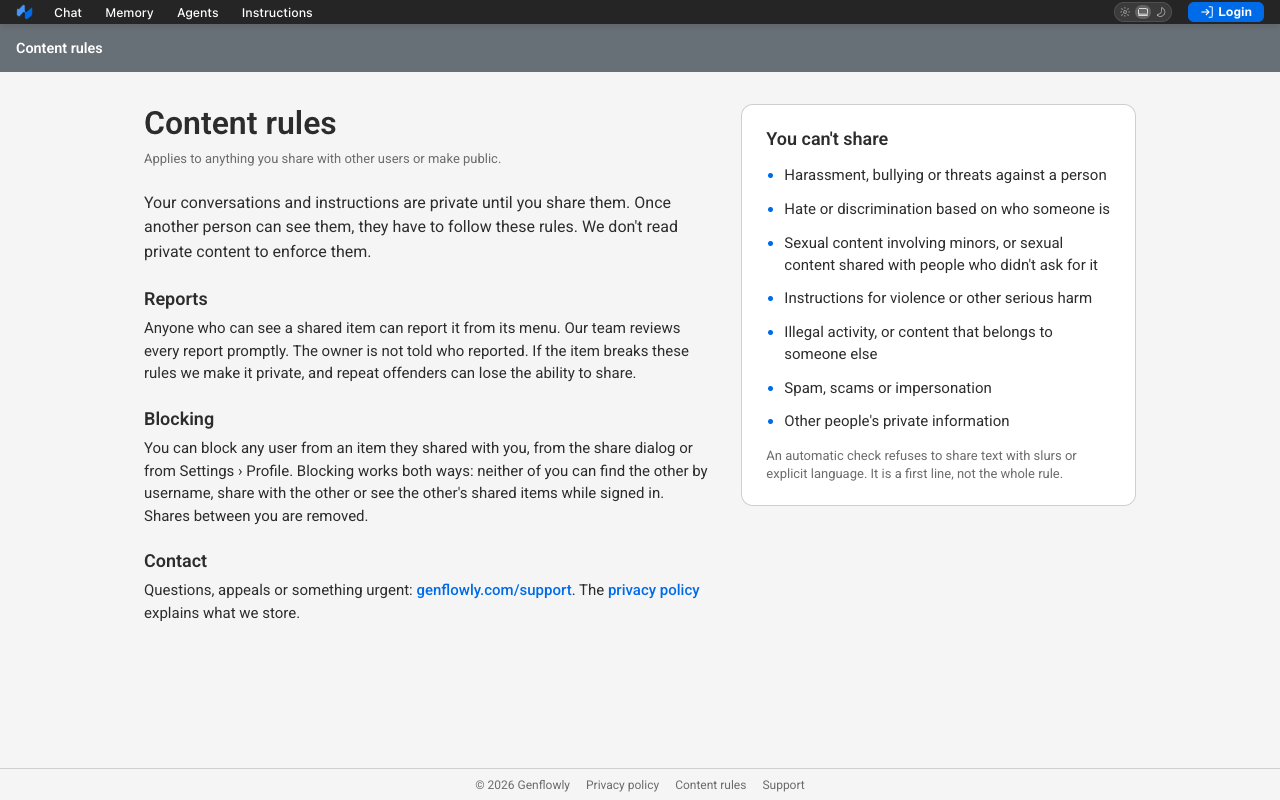 Chat Memory Agents Instructions Login
Content rules
Content rules
Applies to anything you share with other users or make public.
Your conversations and instructions are private until you share them. Once
another person can see them, they have to follow these rules. We don't read
private content to enforce them.
Reports
Anyone who can see a shared item can report it from its menu. Our team reviews
every report promptly. The owner is not told who reported. If the item breaks these
rules we make it private, and repeat offenders can lose the ability to share.
Blocking
You can block any user from an item they shared with you, from the share dialog or
from Settings › Profile. Blocking works both ways: neither of you can find the other by
username, share with the other or see the other's shared items while signed in.
Shares between you are removed.
Contact
Questions, appeals or something urgent: genflowly.com/support. The privacy policy
explains what we store.
You can't share
• Harassment, bullying or threats against a person
• Hate or discrimination based on who someone is
• Sexual content involving minors, or sexual
content shared with people who didn't ask for it
• Instructions for violence or other serious harm
• Illegal activity, or content that belongs to
someone else
• Spam, scams or impersonation
• Other people's private information
An automatic check refuses to share text with slurs or
explicit language. It is a first line, not the whole rule.
© 2026 Genflowly Privacy policy Content rules Support